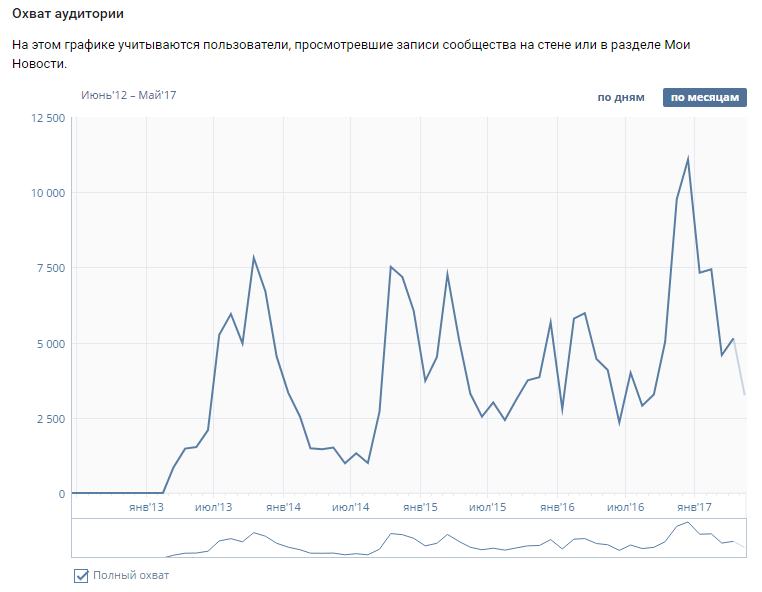 Охват аудитории
На этом графике учитываются пользователи, просмотревшие записи сообщества на стене или в разделе Мои
Новости.
Июнь'12 – Май'17
по дням
по месяцам
12 500
10 000
7 500
5 000
2 500
0
янв'13
июл'13
янв'14
июл'14
янв'15
июл'15
янв'16
июл'16
янв'17
Полный охват